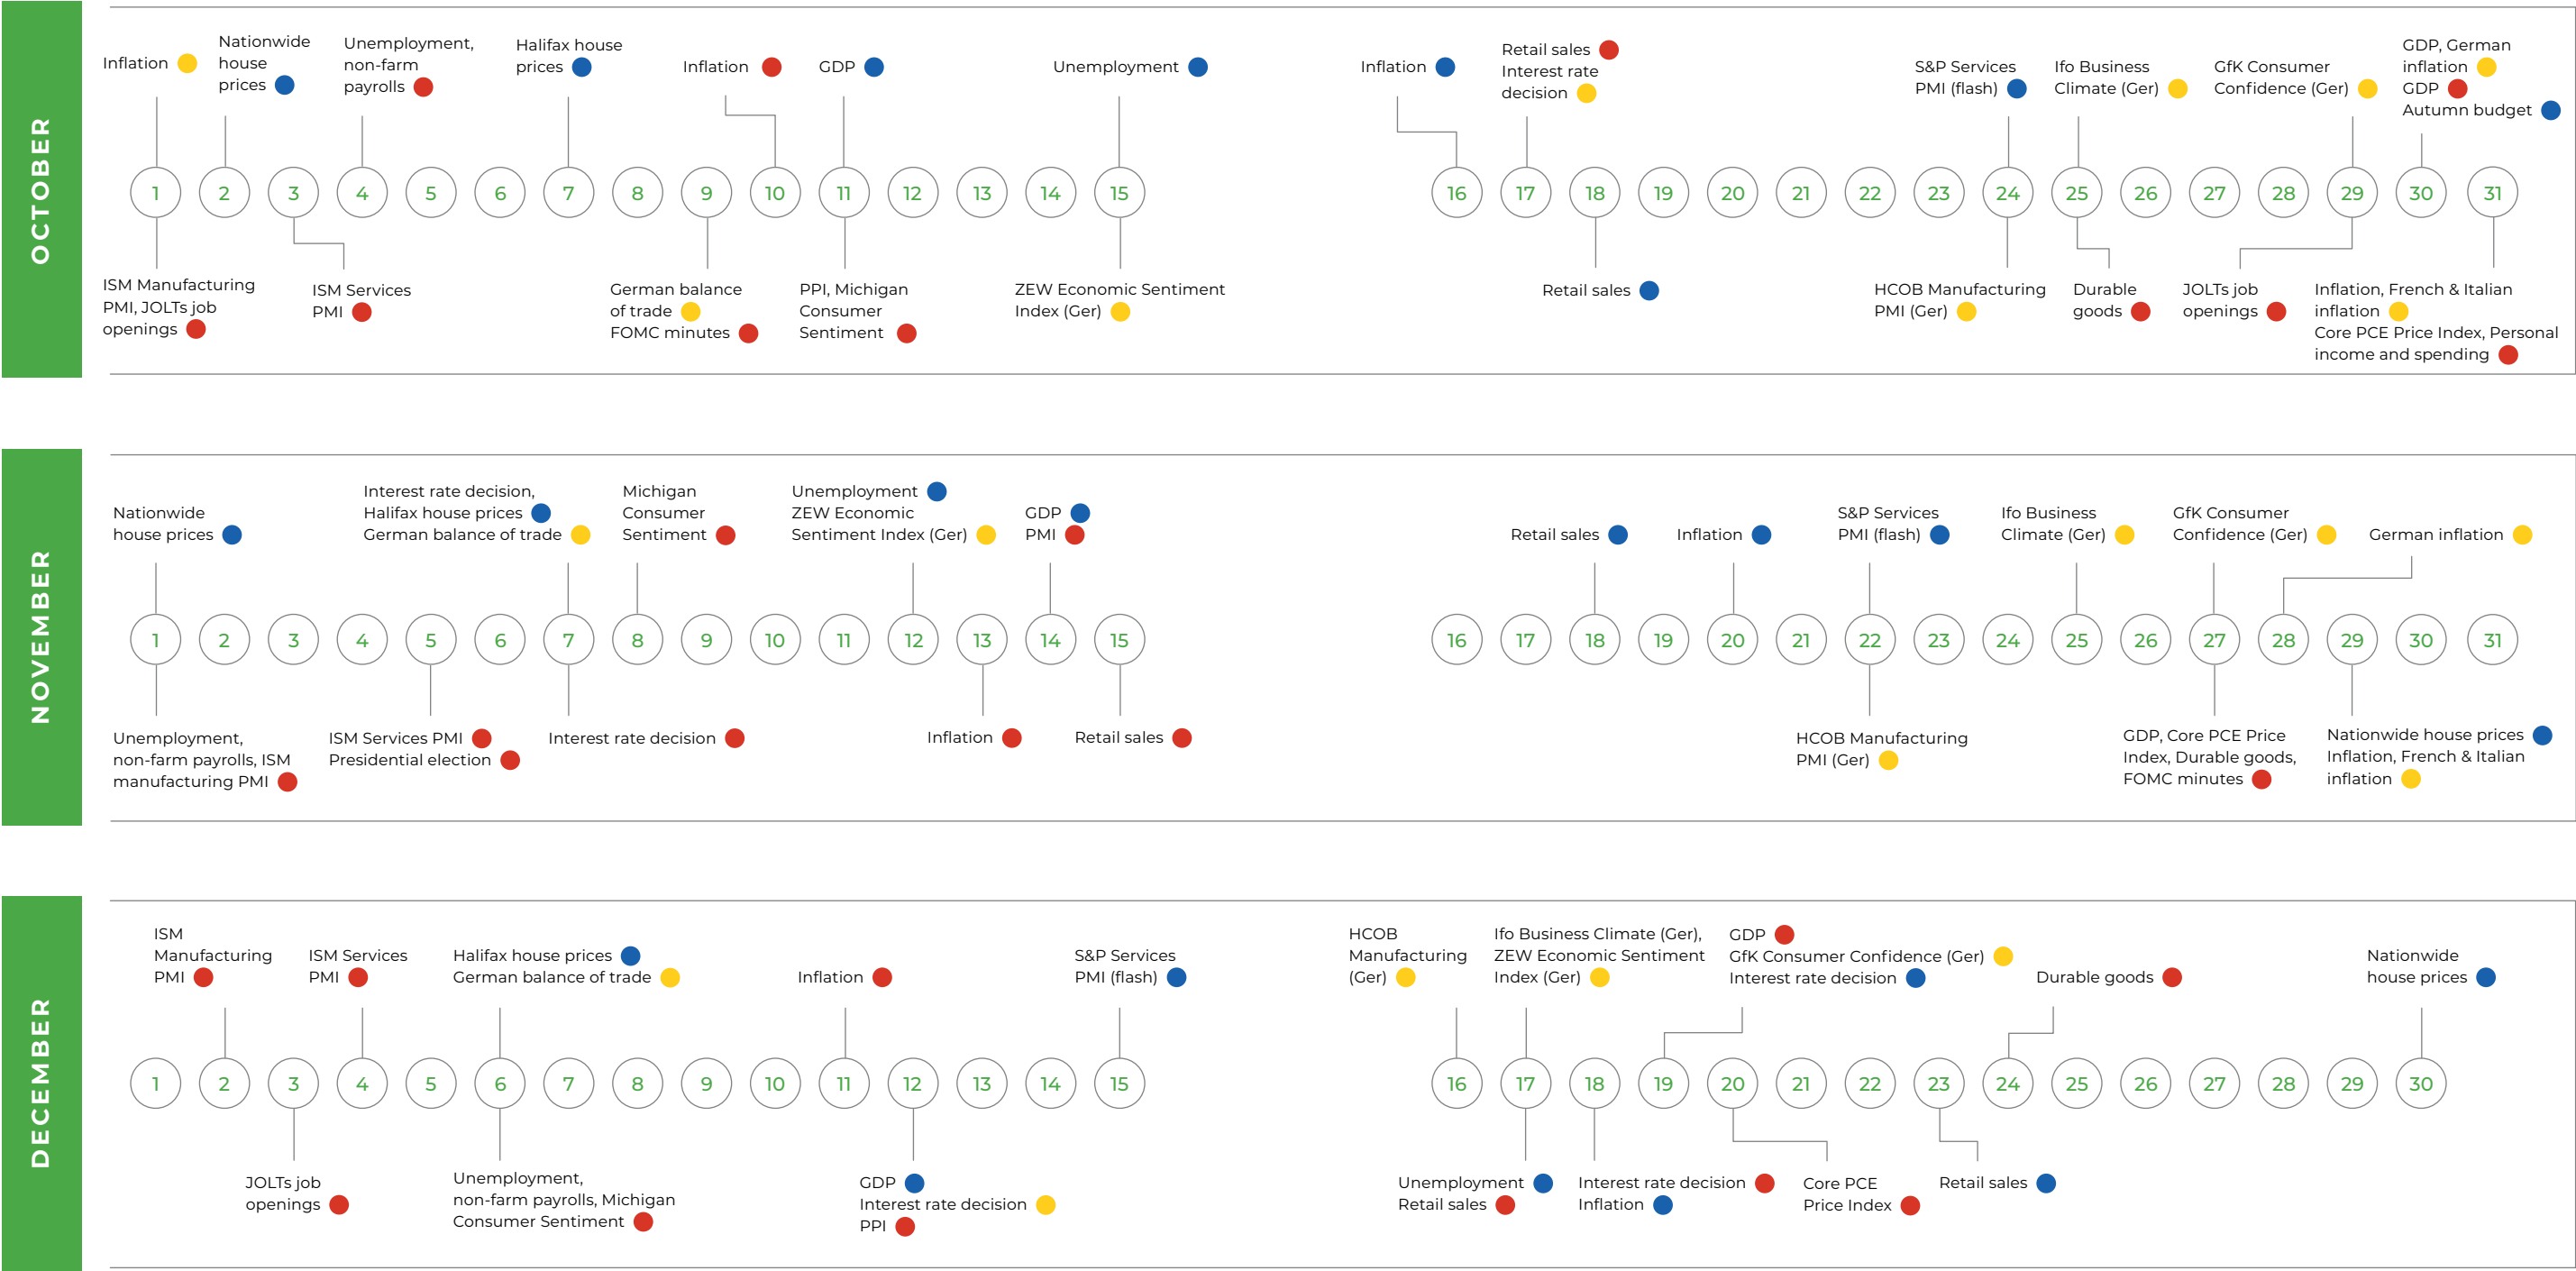 OCTOBER
Inflation
Nationwide
house
prices
Unemployment,
non-farm
payrolls
Halifax house
prices
Inflation
GDP
Unemployment
Inflation
Retail sales
Interest rate
decision
S&P Services
PMI (flash)
Ifo Business
Climate (Ger)
GfK Consumer
Confidence (Ger)
GDP, German
inflation
GDP
Autumn budget
1 2 3 4 5 6 7 8 9 10 11 12 13 14 15 16 17 18 19 20 21 22 23 24 25 26 27 28 29 30 31
ISM Manufacturing
PMI, JOLTs job
openings
ISM Services
PMI
German balance
of trade
FOMC minutes
PPI, Michigan
Consumer
Sentiment
ZEW Economic Sentiment
Index (Ger)
Retail sales
HCOB Manufacturing
PMI (Ger)
Durable
goods
JOLTs job
openings
Inflation, French & Italian
inflation
Core PCE Price Index, Personal
income and spending
NOVEMBER
Nationwide
house prices
Interest rate decision,
Halifax house prices
German balance of trade
Michigan
Consumer
Sentiment
Unemployment
ZEW Economic
Sentiment Index (Ger)
GDP
PMI
Retail sales
Inflation
S&P Services
PMI (flash)
Ifo Business
Climate (Ger)
GfK Consumer
Confidence (Ger)
German inflation
1 2 3 4 5 6 7 8 9 10 11 12 13 14 15 16 17 18 19 20 21 22 23 24 25 26 27 28 29 30 31
Unemployment,
non-farm payrolls, ISM
manufacturing PMI
ISM Services PMI
Presidential election
Interest rate decision
Inflation
Retail sales
HCOB Manufacturing
PMI (Ger)
GDP, Core PCE Price
Index, Durable goods,
FOMC minutes
Nationwide house prices
Inflation, French & Italian
inflation
DECEMBER
ISM
Manufacturing
PMI
ISM Services
PMI
Halifax house prices
German balance of trade
Inflation
S&P Services
PMI (flash)
HCOB
Manufacturing
(Ger)
Ifo Business Climate (Ger),
ZEW Economic Sentiment
Index (Ger)
GDP
GfK Consumer Confidence (Ger)
Interest rate decision
Durable goods
Nationwide
house prices
1 2 3 4 5 6 7 8 9 10 11 12 13 14 15 16 17 18 19 20 21 22 23 24 25 26 27 28 29 30
JOLTs job
openings
Unemployment,
non-farm payrolls, Michigan
Consumer Sentiment
GDP
Interest rate decision
PPI
Unemployment
Retail sales
Interest rate decision
Inflation
Core PCE
Price Index
Retail sales